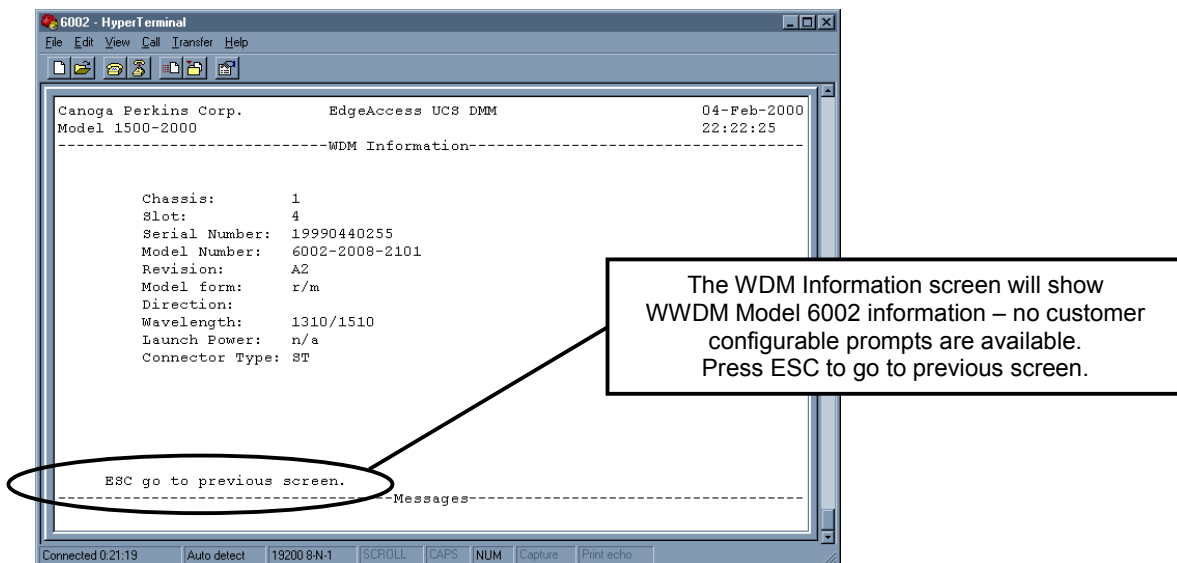 6002 - HyperTerminal
File Edit View Call Transfer Help
Canoga Perkins Corp. EdgeAccess UCS DMM 04-Feb-2000
Model 1500-2000 22:22:25
-----------------------------WDM Information------------------------------------
Chassis: 1
Slot: 4
Serial Number: 19990440255
Model Number: 6002-2008-2101
Revision: A2
Model form: r/m
Direction:
Wavelength: 1310/1510
Launch Power: n/a
Connector Type: ST
The WDM Information screen will show
WWDM Model 6002 information – no customer
configurable prompts are available.
Press ESC to go to previous screen.
ESC go to previous screen.
------------------------------------Messages------------------------------------
Connected 0:21:19 Auto detect 19200 8-N-1 SCROLL CAPS NUM Capture Print echo